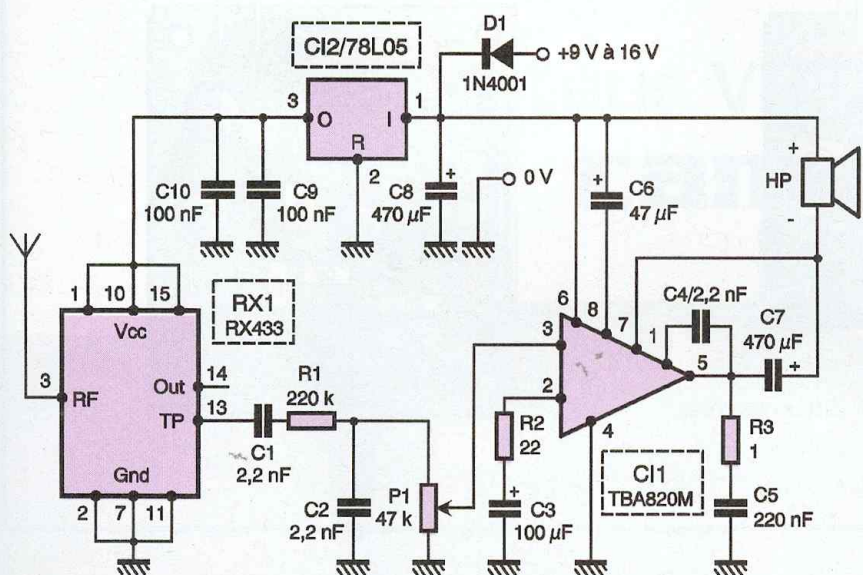 D1
CI2/78L05
+9 V à 16 V
1N4001
3
1
O
I
R
2
C10
100 nF
C9
100 nF
C8
470 µF
+
0 V
+
C6
47 µF
+
HP
-
1
10
15
Vcc
RX1
RX433
3
RF
Out
14
TP
13
Gnd
2
7
11
R1
220 k
C1
2,2 nF
C2
2,2 nF
P1
47 k
6
8
7
1
C4/2,2 nF
C7
470 µF
+
3
2
5
4
R2
22
+
C3
100 µF
CI1
TBA820M
R3
1
C5
220 nF